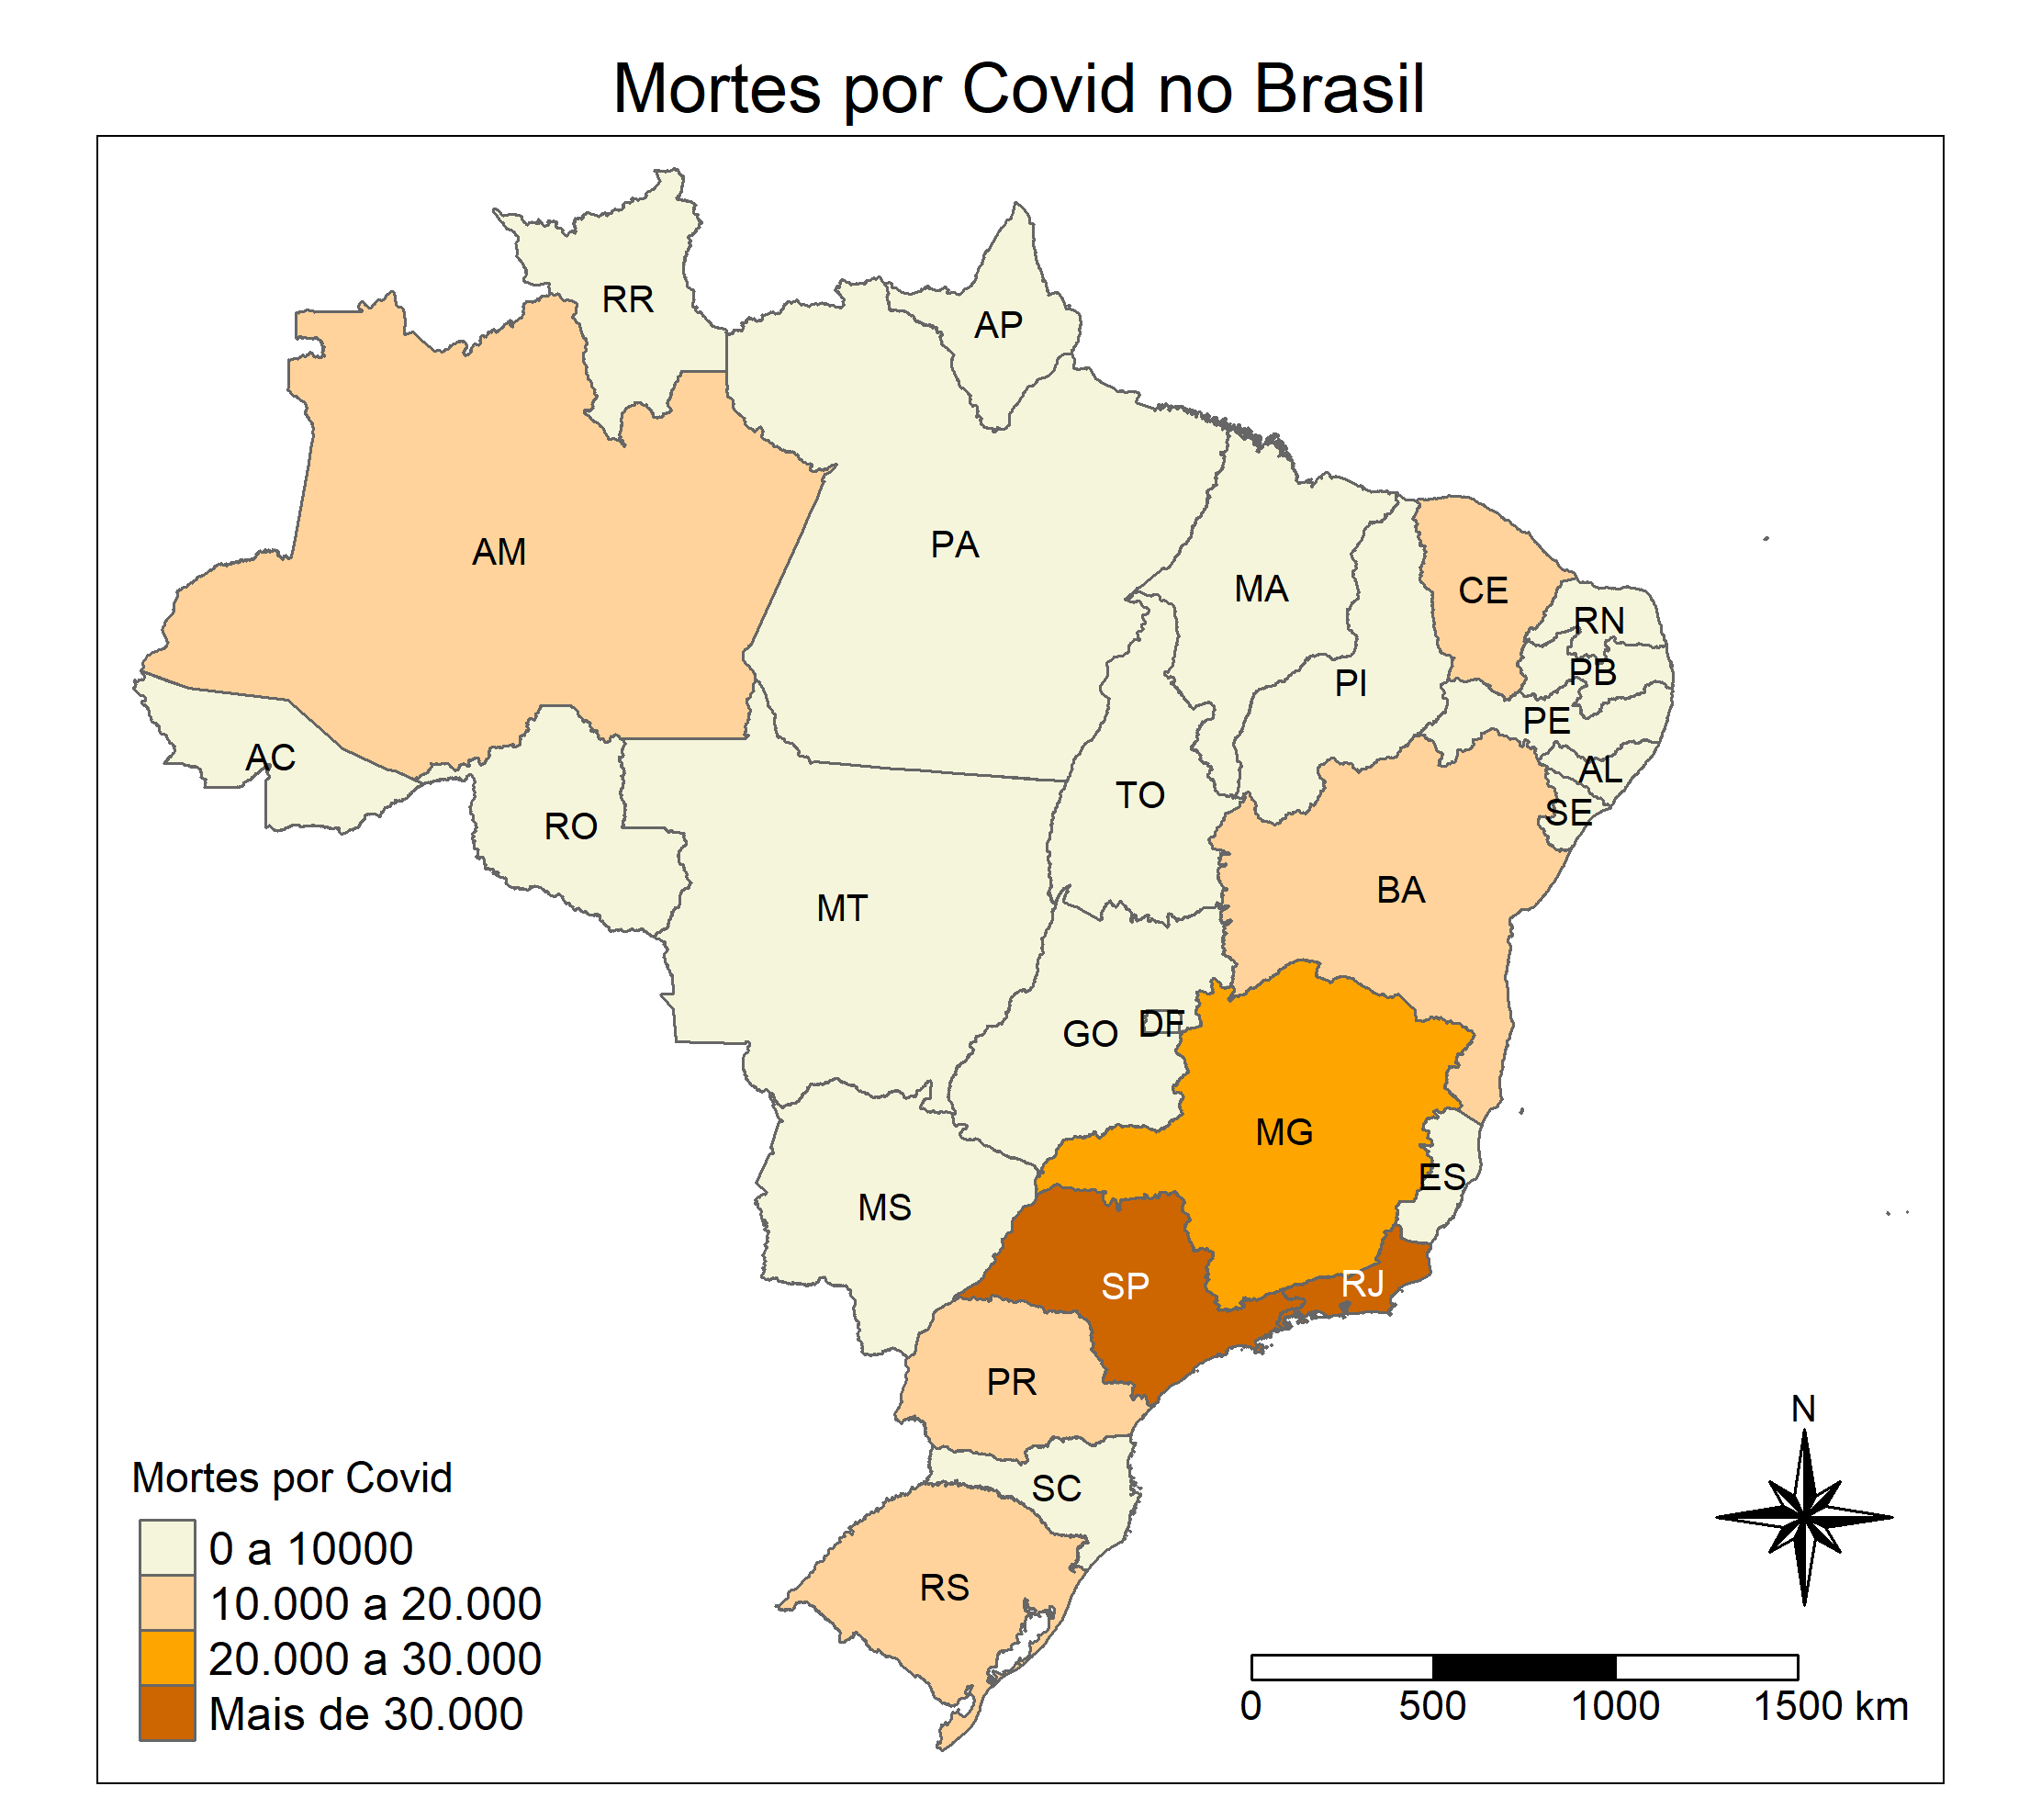 Mortes por Covid no Brasil
RR
AP
AM
PA
MA
CE
RN
PB
PI
PE
AC
AL
TO
SE
RO
BA
MT
DF
GO
MG
ES
MS
RJ
SP
PR
N
SC
RS
Mortes por Covid
0 a 10000
10.000 a 20.000
20.000 a 30.000
Mais de 30.000
0 500 1000 1500 km